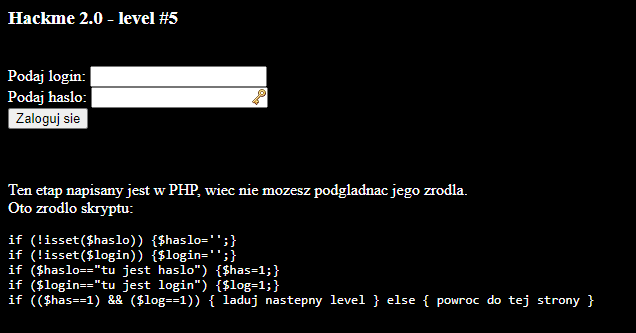 Hackme 2.0 - level #5
Podaj login:
Podaj haslo:
Zaloguj sie
Ten etap napisany jest w PHP, wiec nie mozesz podgladnac jego zrodla.
Oto zrodlo skryptu:
if (!isset($haslo)) {$haslo='';}
if (!isset($login)) {$login='';}
if ($haslo=="tu jest haslo") {$has=1;}
if ($login=="tu jest login") {$log=1;}
if (($has==1) && ($log==1)) { laduj nastepny level } else { powroc do tej strony }